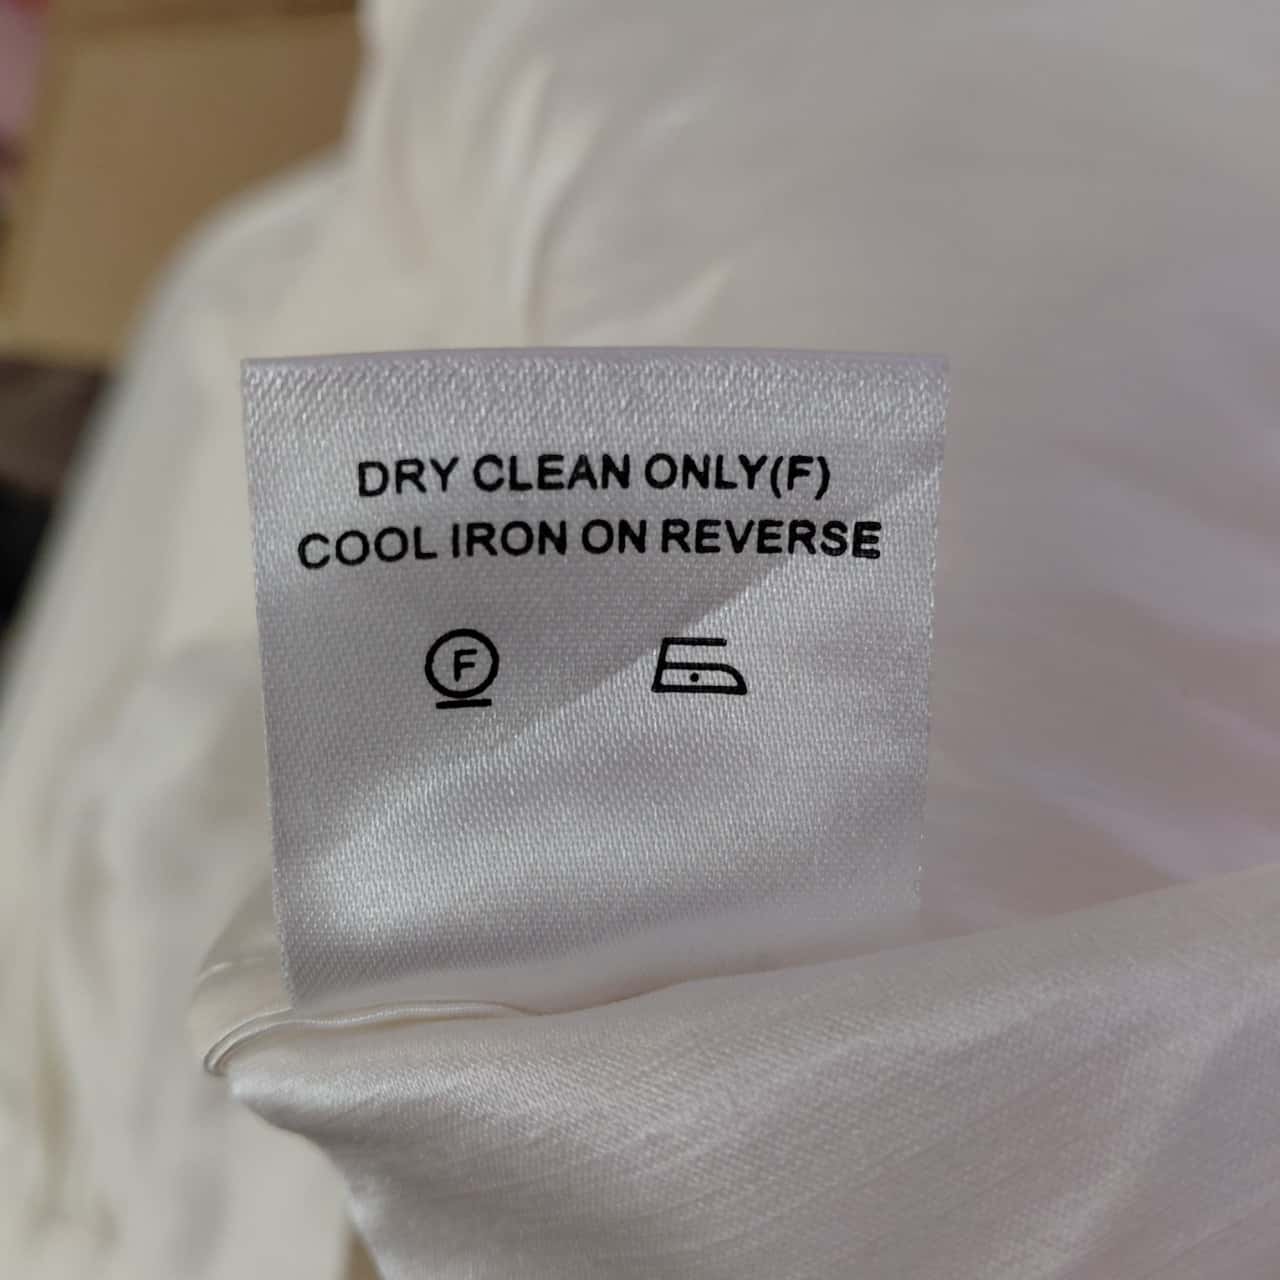 DRY CLEAN ONLY(F)
COOL IRON ON REVERSE
F